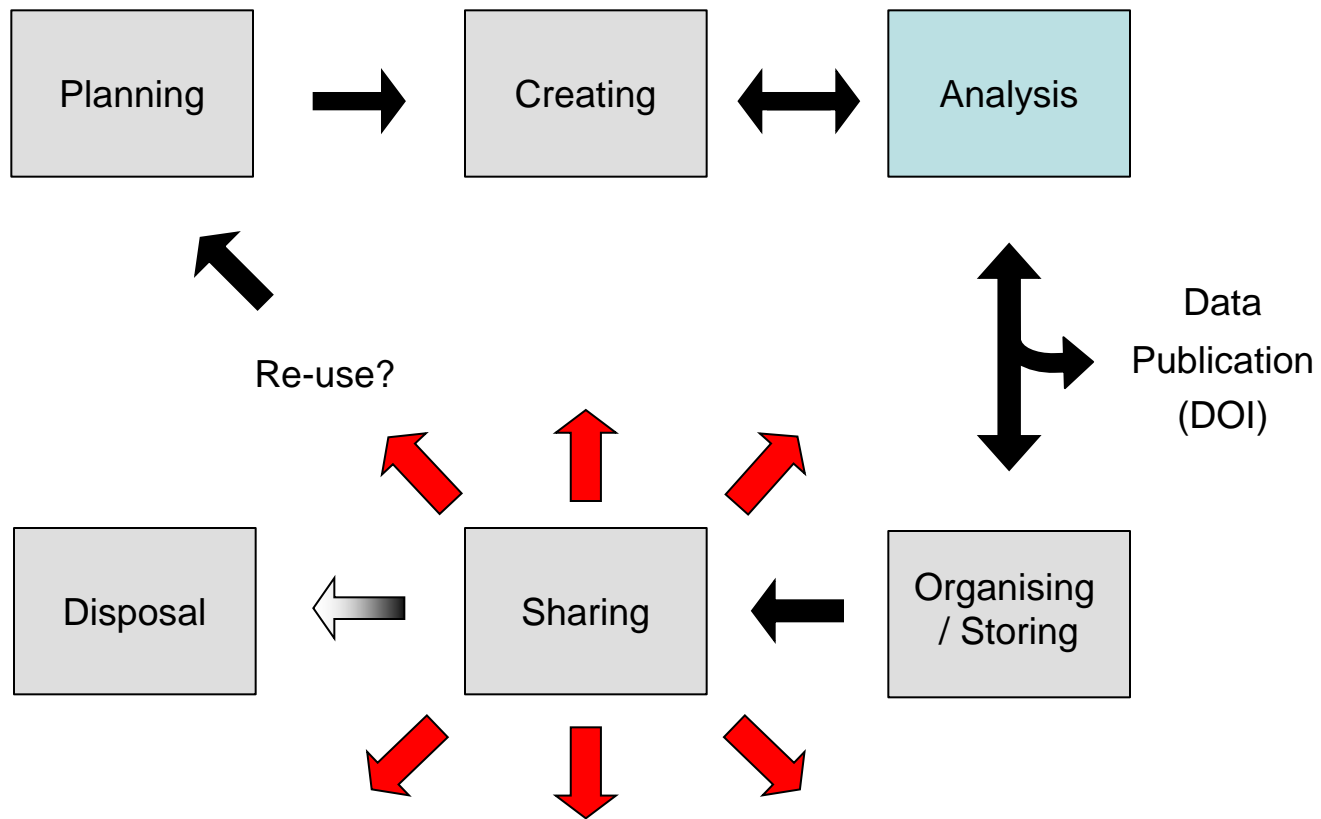 Planning
Creating
Analysis
Data
Publication
(DOI)
Re-use?
Disposal
Sharing
Organising
/ Storing